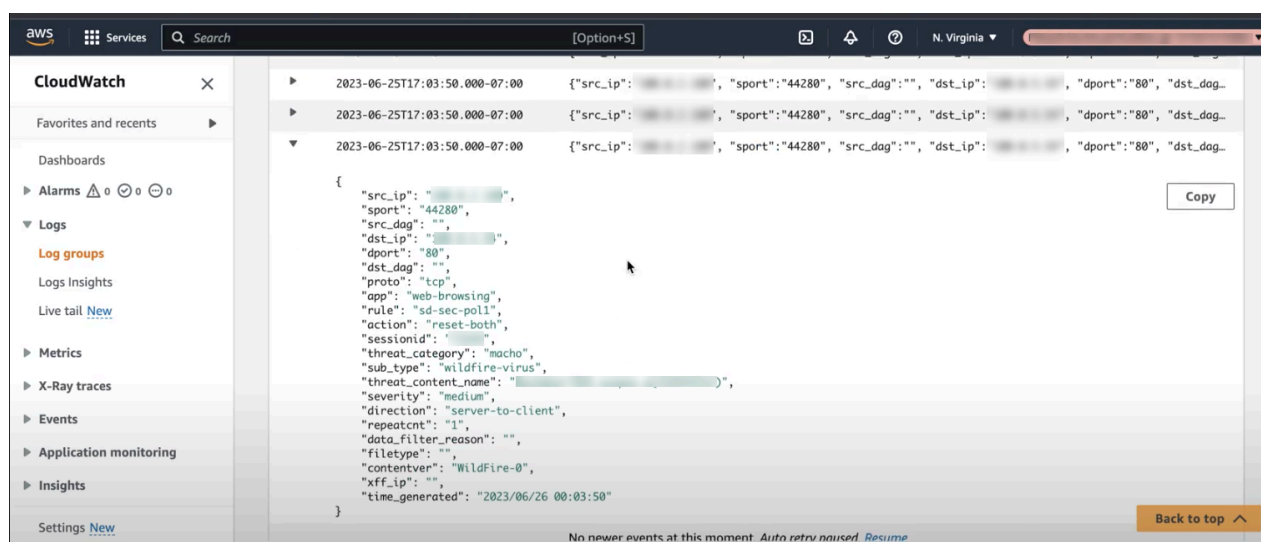 aws
Services
Search
[Option+S]
N. Virginia
CloudWatch
Favorites and recents
Dashboards
Alarms 0 0 0
Logs
Log groups
Logs Insights
Live tail New
Metrics
X-Ray traces
Events
Application monitoring
Insights
Settings New
2023-06-25T17:03:50.000-07:00 {"src_ip": ", "sport":"44280", "src_dag":"", "dst_ip": , "dport":"80", "dst_dag…
2023-06-25T17:03:50.000-07:00 {"src_ip": ', "sport":"44280", "src_dag":"", "dst_ip": , "dport":"80", "dst_dag…
2023-06-25T17:03:50.000-07:00 {"src_ip": ', "sport":"44280", "src_dag":"", "dst_ip": , "dport":"80", "dst_dag…
{
"src_ip": " ",
"sport": "44280",
"src_dag": "",
"dst_ip": " ",
"dport": "80",
"dst_dag": "",
"proto": "tcp",
"app": "web-browsing",
"rule": "sd-sec-pol1",
"action": "reset-both",
"sessionid": " ",
"threat_category": "macho",
"sub_type": "wildfire-virus",
"threat_content_name": " )",
"severity": "medium",
"direction": "server-to-client",
"repeatcnt": "1",
"data_filter_reason": "",
"filetype": "",
"contentver": "WildFire-0",
"xff_ip": "",
"time_generated": "2023/06/26 00:03:50"
}
Copy
Back to top
No newer events at this moment. Auto retry paused. Resume